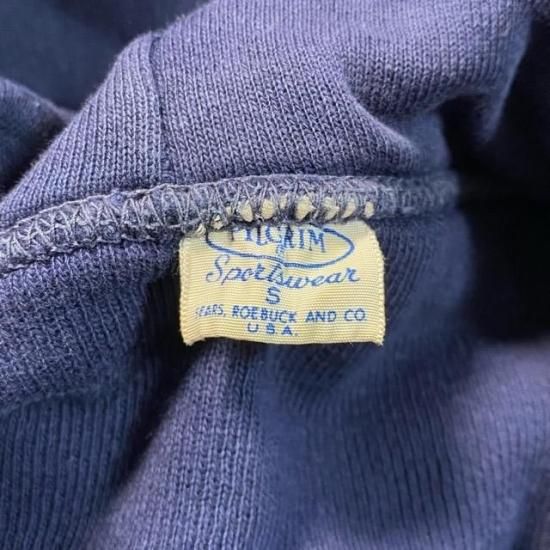 PILGRIM
Sportswear
S
SEARS, ROEBUCK AND CO.
U.S.A.